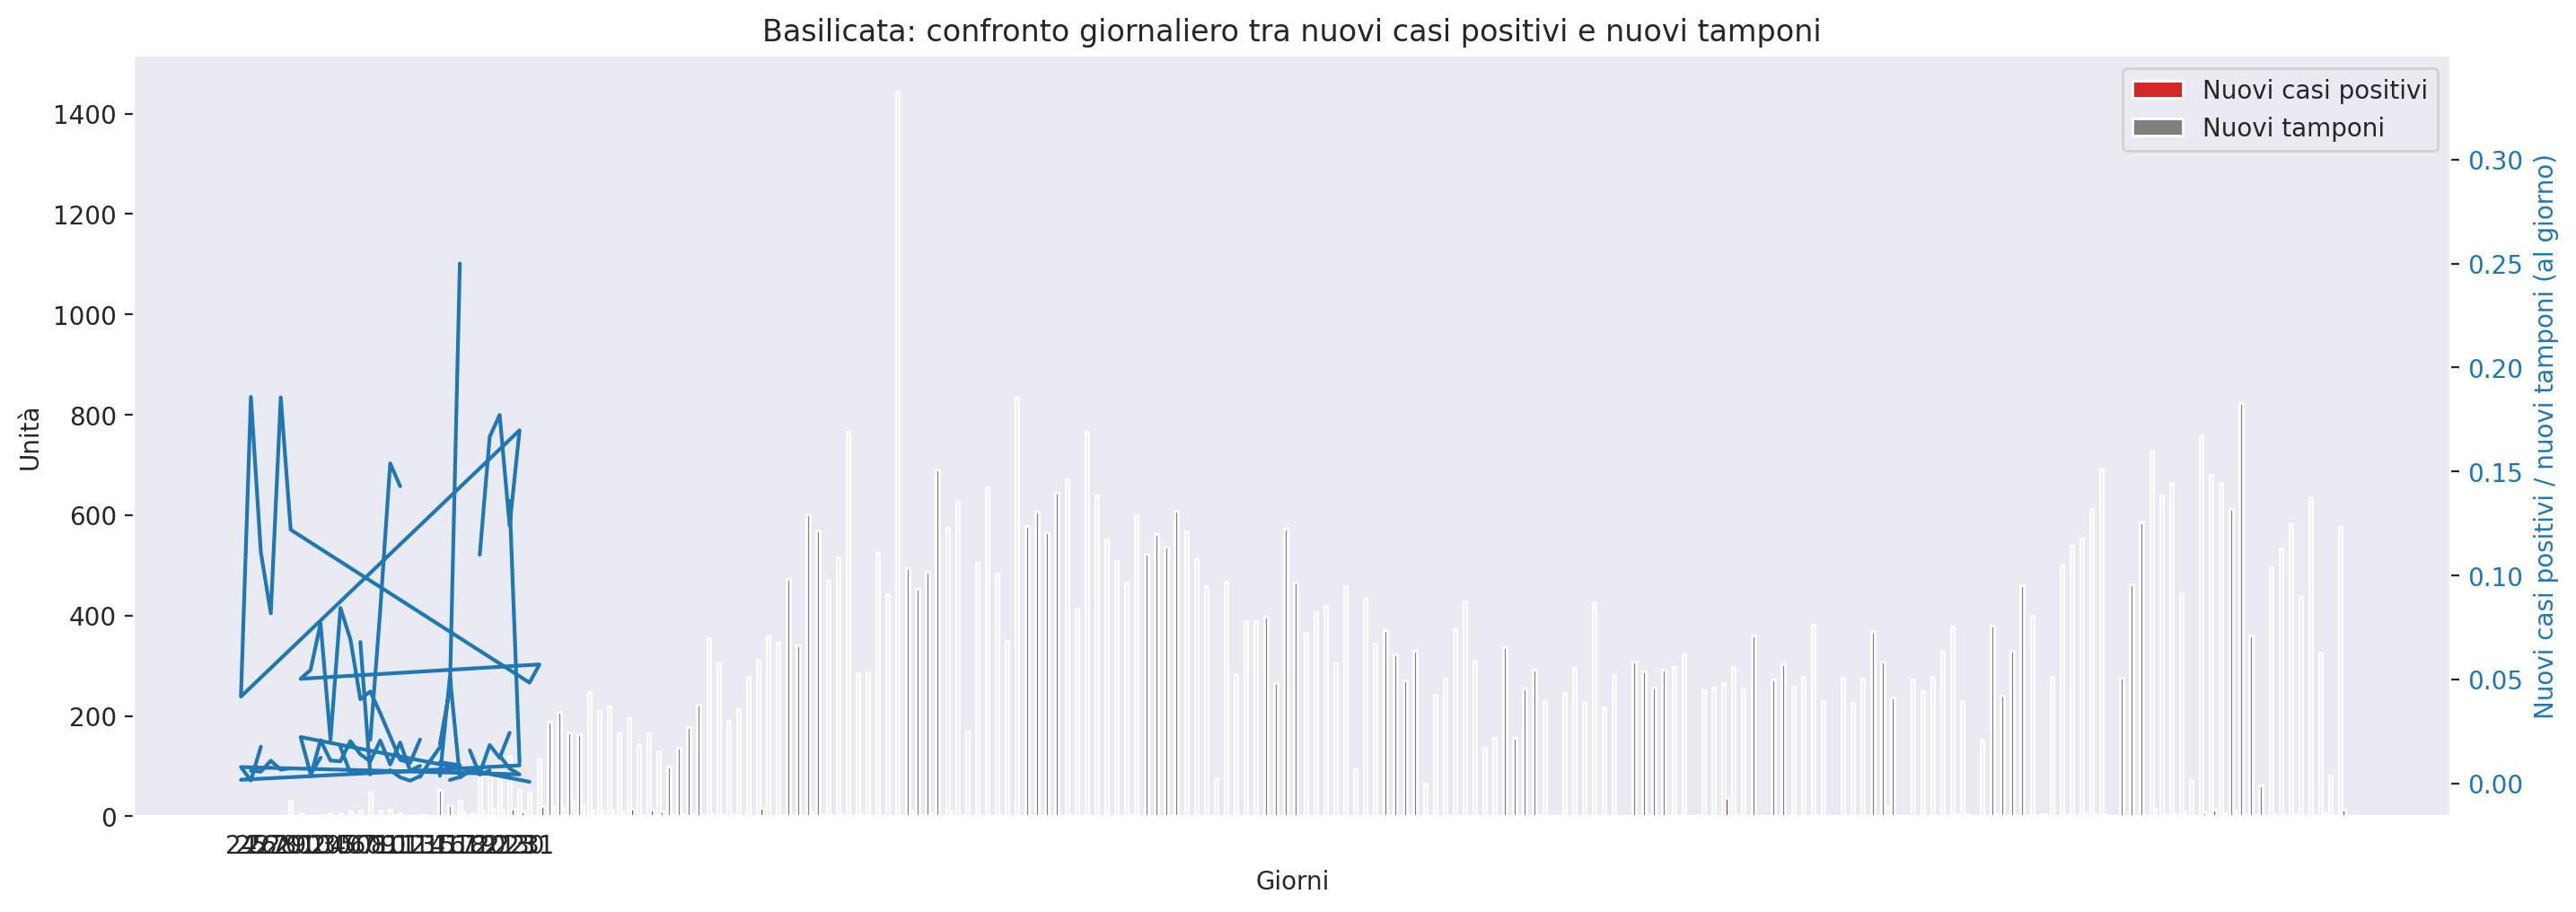 Basilicata: confronto giornaliero tra nuovi casi positivi e nuovi tamponi
Nuovi casi positivi
Nuovi tamponi
1400
1200
1000
800
600
400
200
0
Unità
0.30
0.25
0.20
0.15
0.10
0.05
0.00
Nuovi casi positivi / nuovi tamponi (al giorno)
Giorni